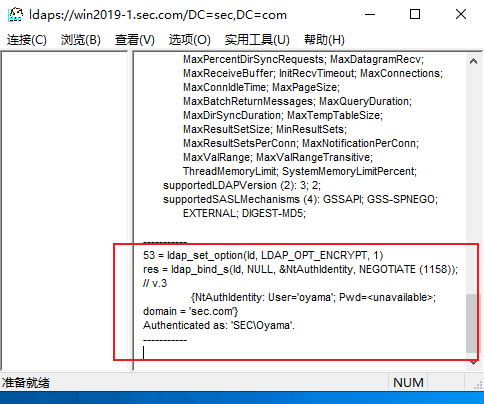 ldaps://win2019-1.sec.com/DC=sec,DC=com
连接(C) 浏览(B) 查看(V) 选项(O) 实用工具(U) 帮助(H)
MaxPercentDirSyncRequests; MaxDatagramRecv;
MaxReceiveBuffer; InitRecvTimeout; MaxConnections;
MaxConnIdleTime; MaxPageSize;
MaxBatchReturnMessages; MaxQueryDuration;
MaxDirSyncDuration; MaxTempTableSize;
MaxResultSetSize; MinResultSets;
MaxResultSetsPerConn; MaxNotificationPerConn;
MaxValRange; MaxValRangeTransitive;
ThreadMemoryLimit; SystemMemoryLimitPercent;
supportedLDAPVersion (2): 3; 2;
supportedSASLMechanisms (4): GSSAPI; GSS-SPNEGO;
EXTERNAL; DIGEST-MD5;
-----------
53 = ldap_set_option(ld, LDAP_OPT_ENCRYPT, 1)
res = ldap_bind_s(ld, NULL, &NtAuthIdentity, NEGOTIATE (1158));
// v.3
{NtAuthIdentity: User='oyama'; Pwd=<unavailable>;
domain = 'sec.com'}
Authenticated as: 'SEC\Oyama'.
-----------
准备就绪 NUM